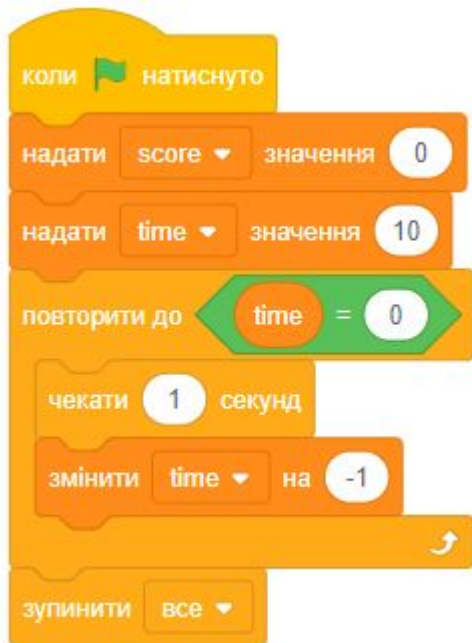 коли натиснуто
надати score значення 0
надати time значення 10
повторити до time = 0
чекати 1 секунд
змінити time на -1
зупинити все